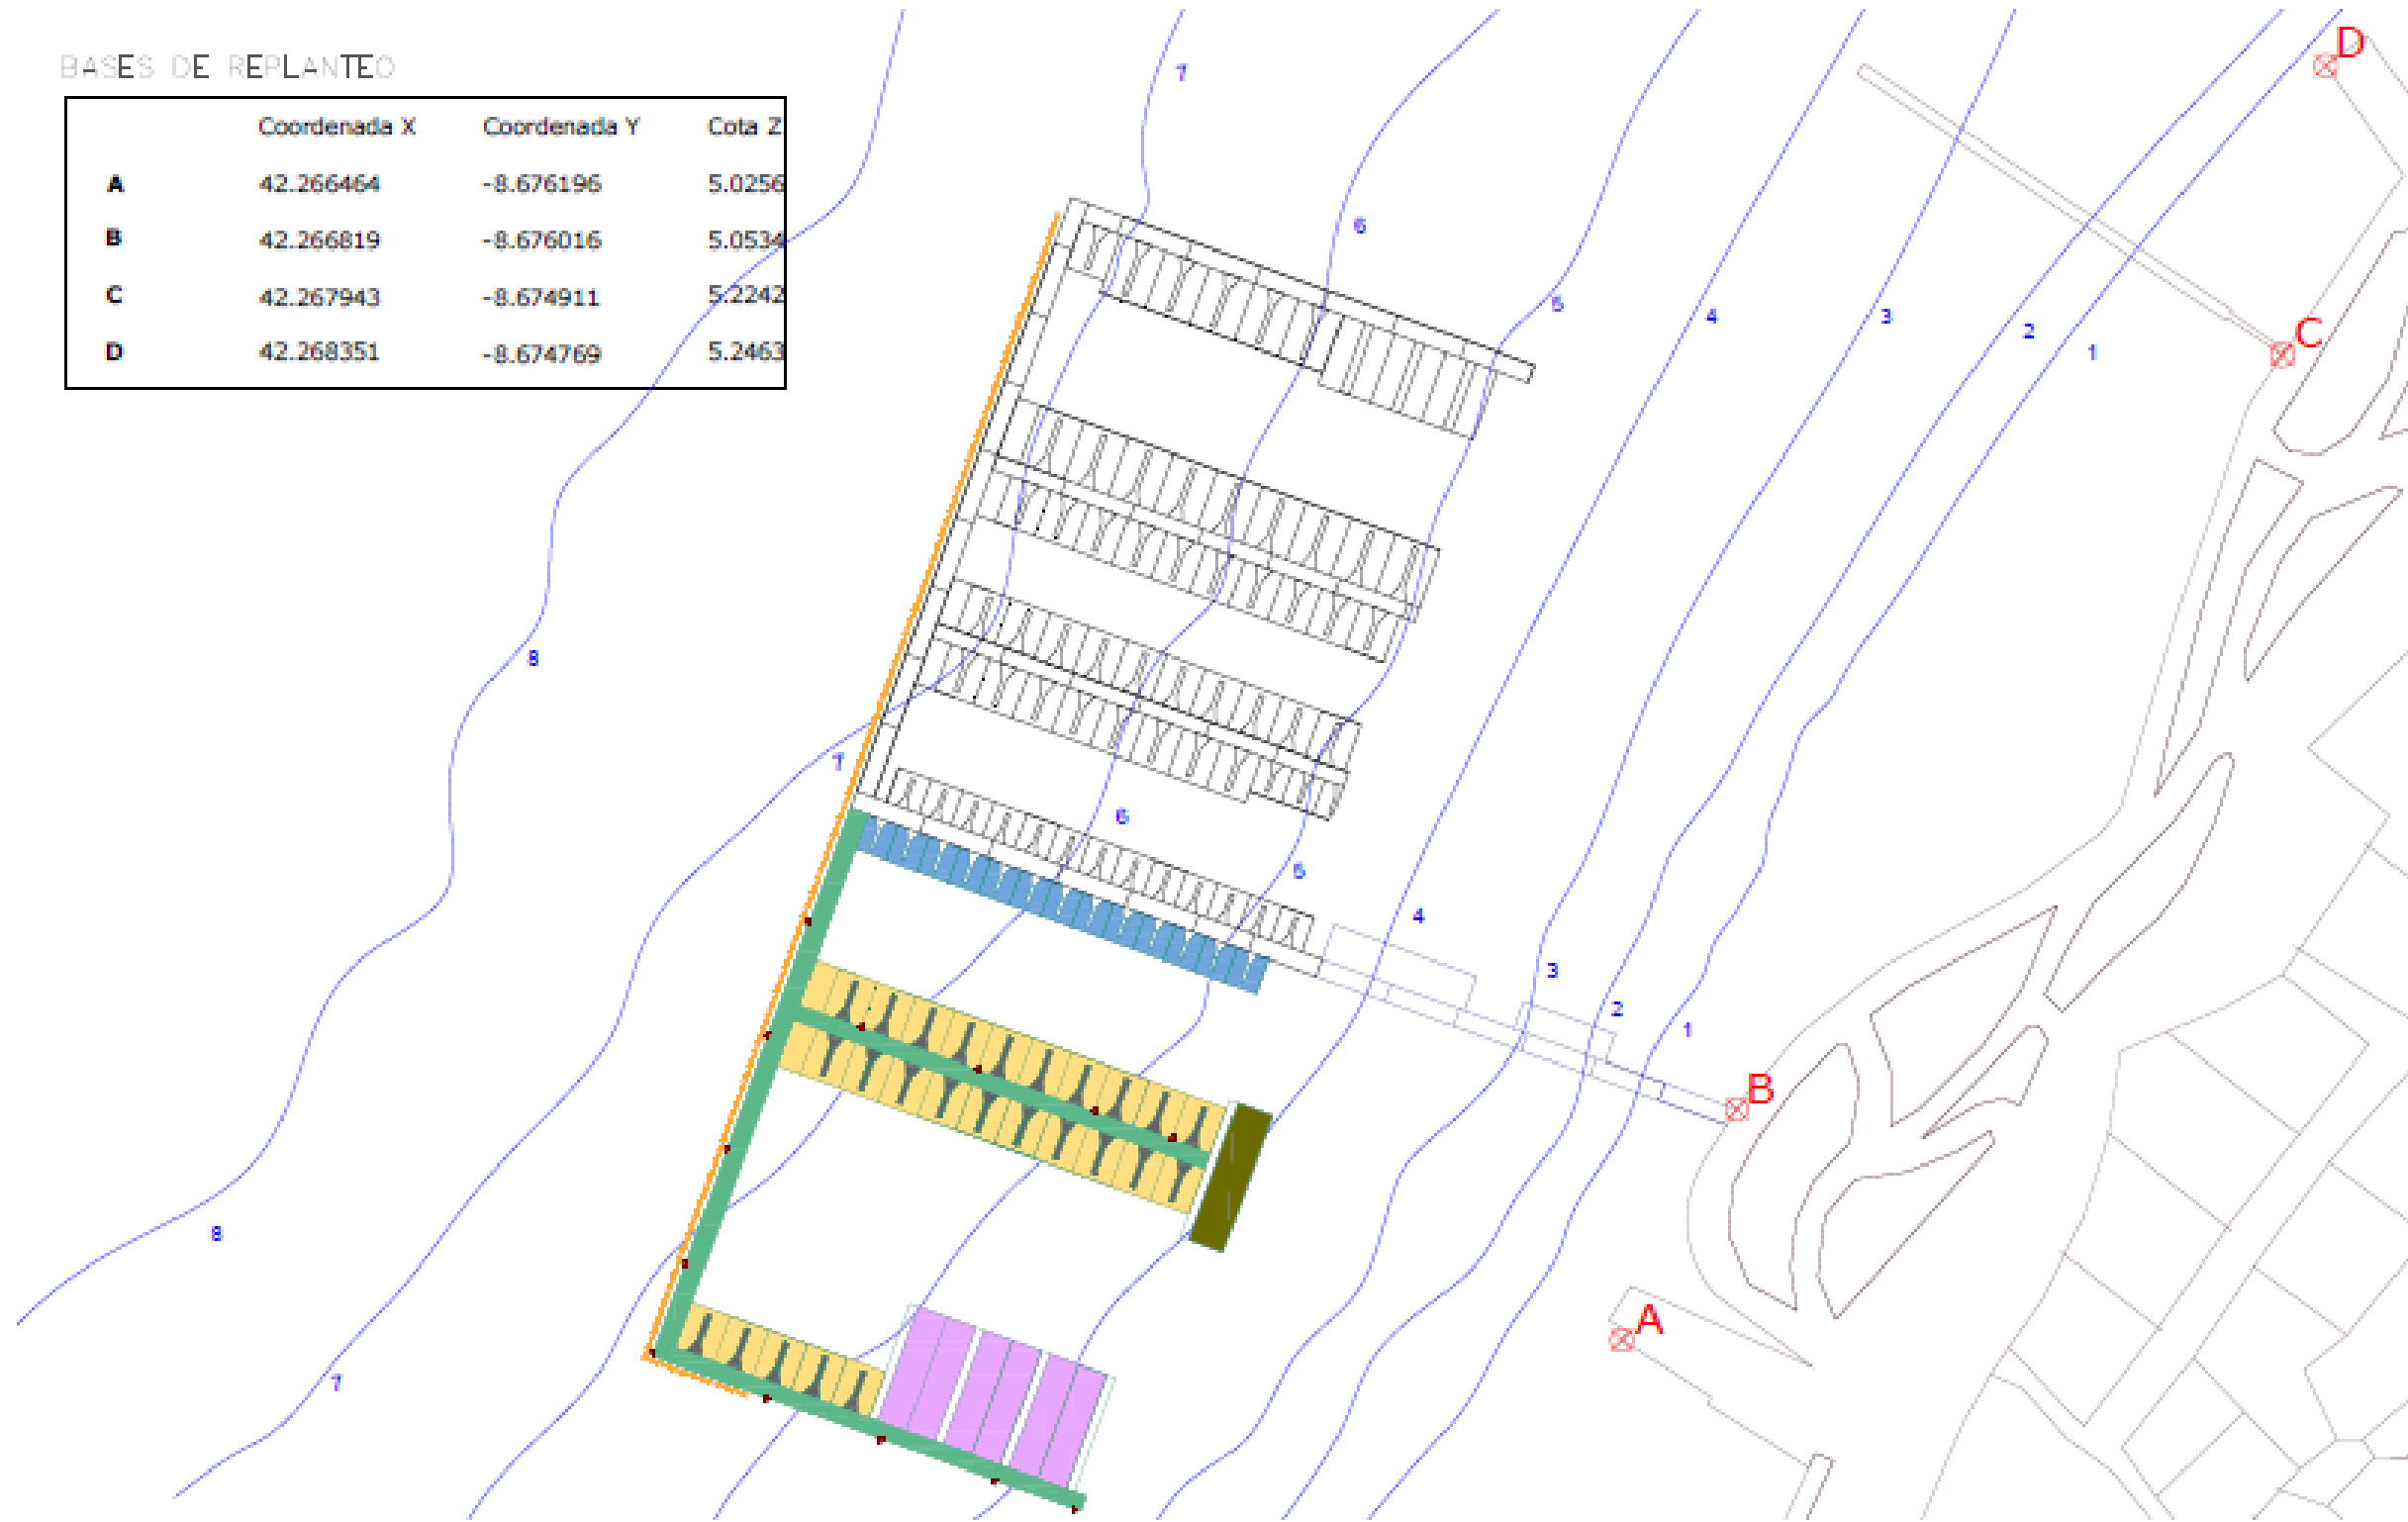 BASES DE REPLANTEO
Coordenada X Coordenada Y Cota Z
A 42.266464 -8.676196 5.0256
B 42.266819 -8.676016 5.0534
C 42.267943 -8.674911 5.2242
D 42.268351 -8.674769 5.2463
D
7
6
5
4
3
2
1
C
8
7
6
5
4
3
2
1
B
8
A
7